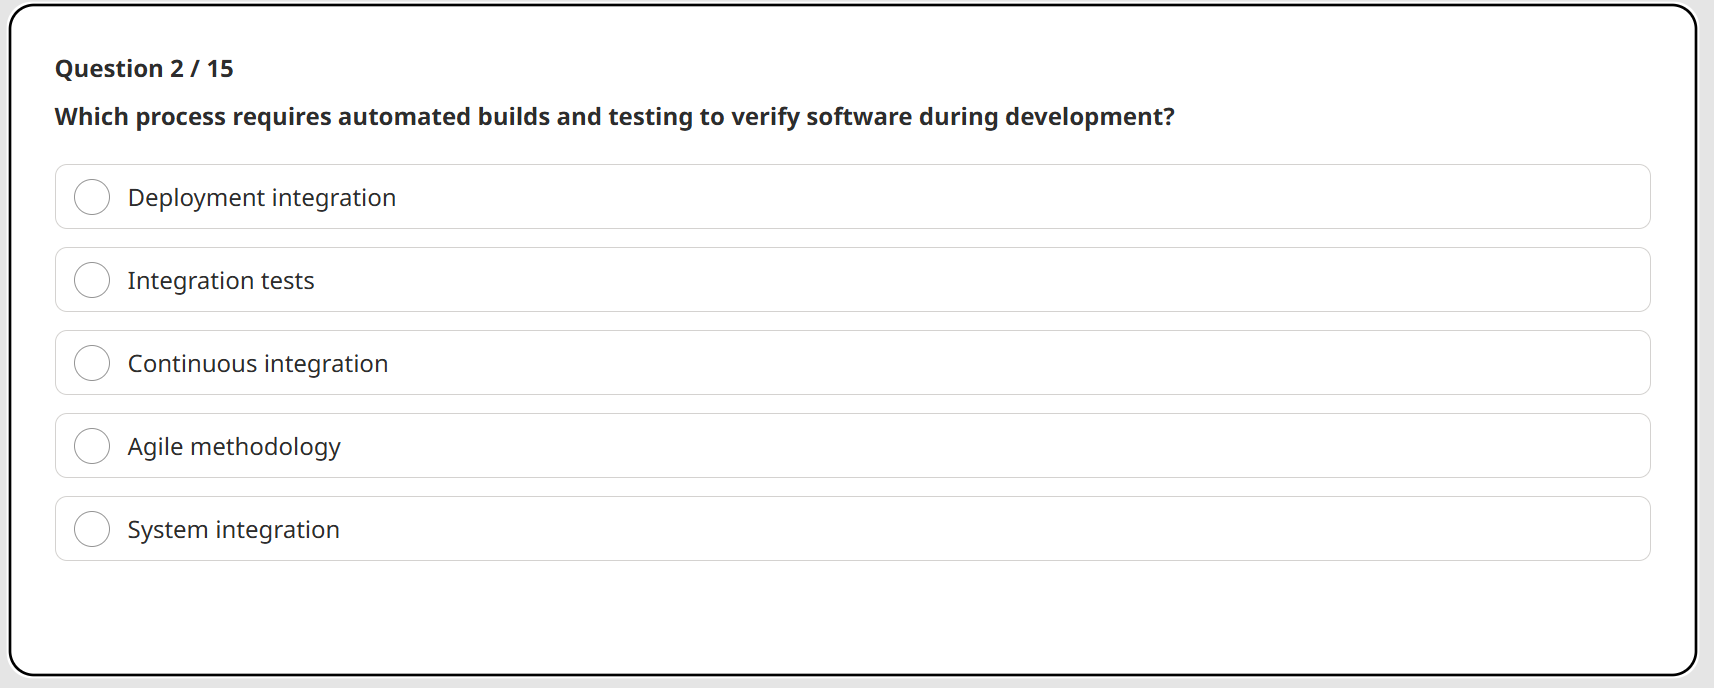 Question 2 / 15
Which process requires automated builds and testing to verify software during development?
Deployment integration
Integration tests
Continuous integration
Agile methodology
System integration